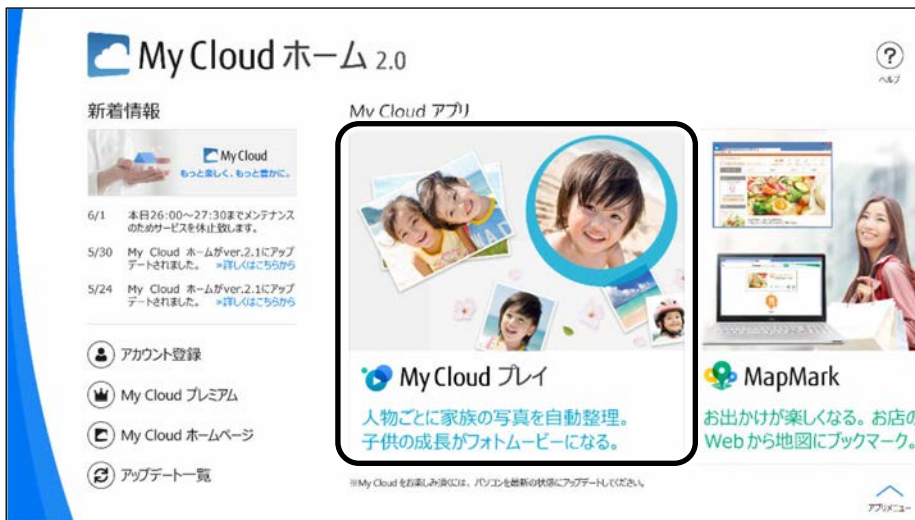 My Cloud ホーム 2.0
?
ヘルプ
新着情報
My Cloud
もっと楽しく、もっと豊かに。
6/1 本日26:00～27:30までメンテナンス
のためサービスを休止致します。
5/30 My Cloud ホームがver.2.1にアップ
デートされました。 »詳しくはこちらから
5/24 My Cloud ホームがver.2.1にアップ
デートされました。 »詳しくはこちらから
アカウント登録
My Cloud プレミアム
My Cloud ホームページ
アップデート一覧
My Cloud アプリ
My Cloud プレイ
人物ごとに家族の写真を自動整理。
子供の成長がフォトムービーになる。
MapMark
お出かけが楽しくなる。お店の
Webから地図にブックマーク。
※My Cloudをお楽しみ頂くには、パソコンを最新の状態にアップデートしてください。
アプリメニュー